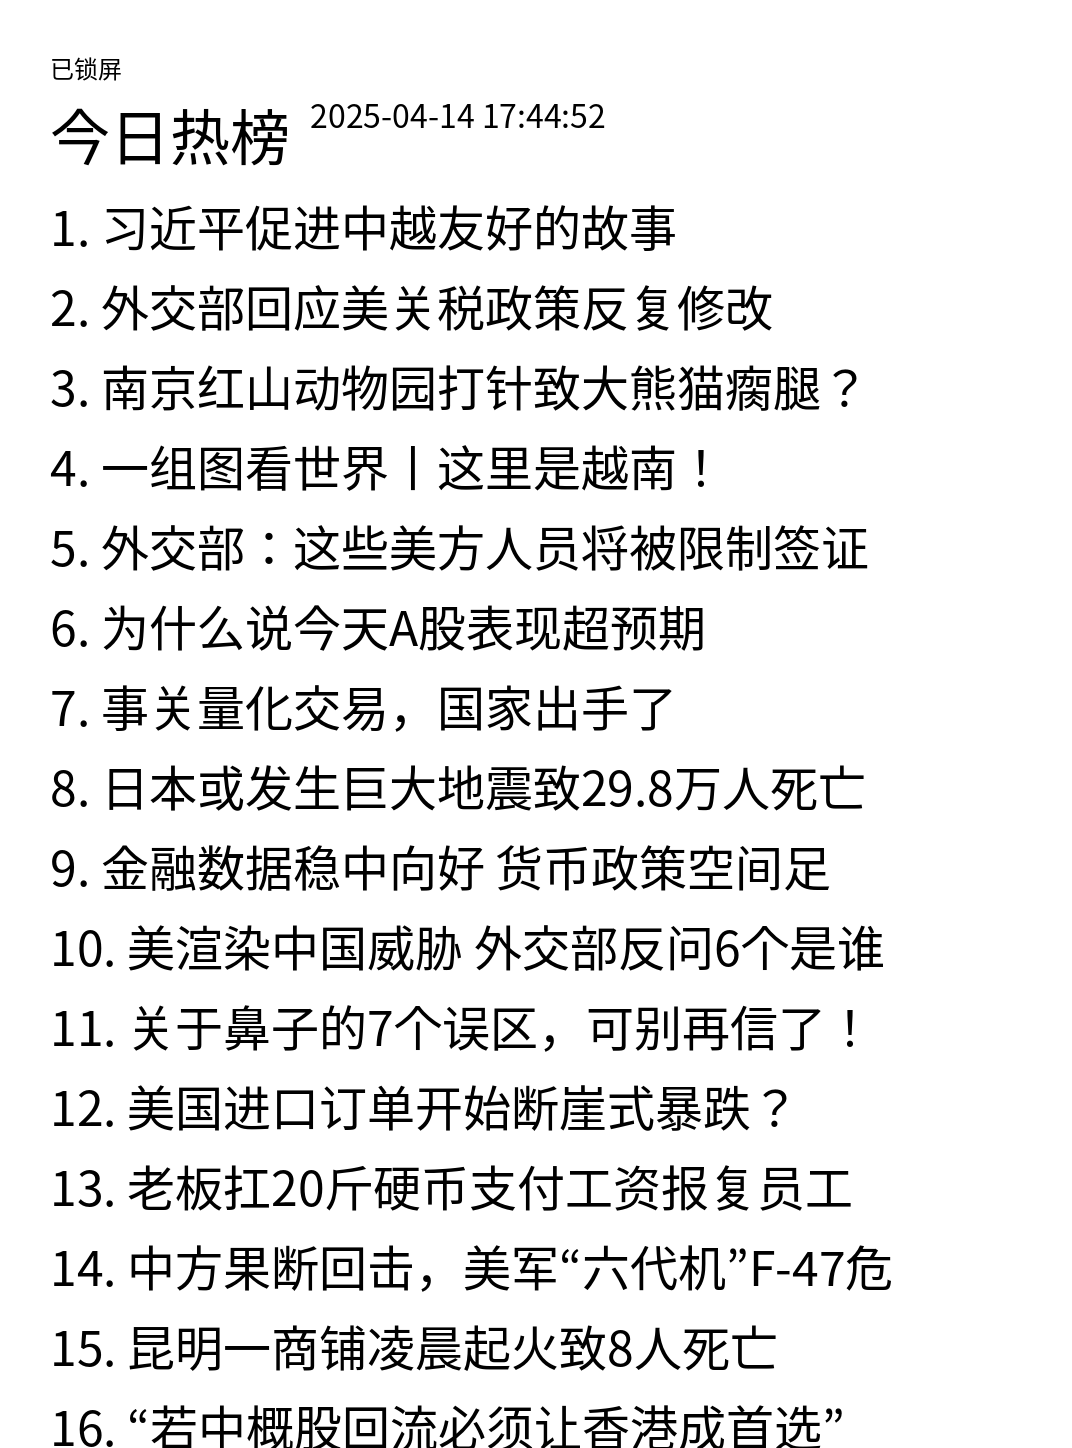 已锁屏
今日热榜 2025-04-14 17:44:52
1. 习近平促进中越友好的故事
2. 外交部回应美关税政策反复修改
3. 南京红山动物园打针致大熊猫瘸腿？
4. 一组图看世界丨这里是越南！
5. 外交部：这些美方人员将被限制签证
6. 为什么说今天A股表现超预期
7. 事关量化交易，国家出手了
8. 日本或发生巨大地震致29.8万人死亡
9. 金融数据稳中向好 货币政策空间足
10. 美渲染中国威胁 外交部反问6个是谁
11. 关于鼻子的7个误区，可别再信了！
12. 美国进口订单开始断崖式暴跌？
13. 老板扛20斤硬币支付工资报复员工
14. 中方果断回击，美军“六代机”F-47危
15. 昆明一商铺凌晨起火致8人死亡
16. “若中概股回流必须让香港成首选”